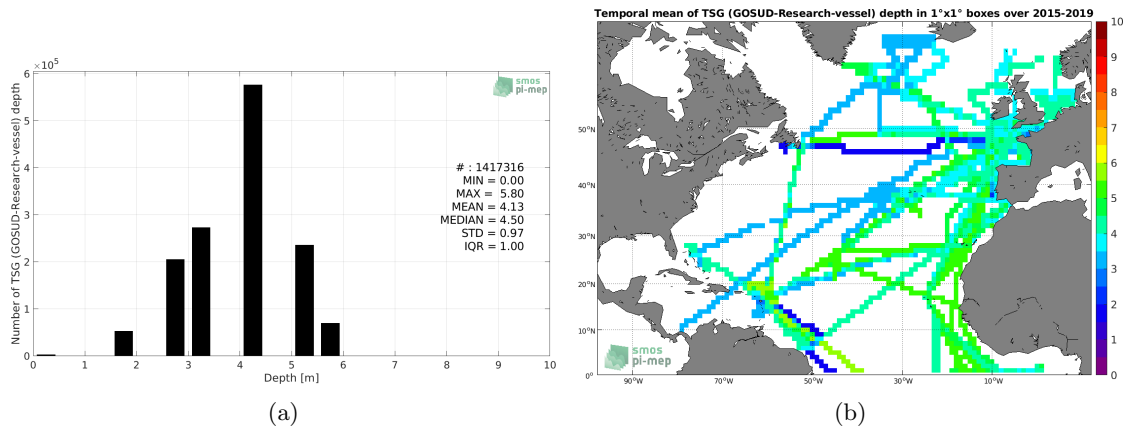 ×10⁵
6
5
4
3
2
1
0
Number of TSG (GOSUD-Research-vessel) depth
smos
pi-mep
# : 1417316
MIN = 0.00
MAX = 5.80
MEAN = 4.13
MEDIAN = 4.50
STD = 0.97
IQR = 1.00
0 1 2 3 4 5 6 7 8 9 10
Depth [m]
(a)
Temporal mean of TSG (GOSUD-Research-vessel) depth in 1°x1° boxes over 2015-2019
50°N
40°N
30°N
20°N
10°N
0°
90°W 70°W 50°W 30°W 10°W
smos
pi-mep
10
9
8
7
6
5
4
3
2
1
0
(b)